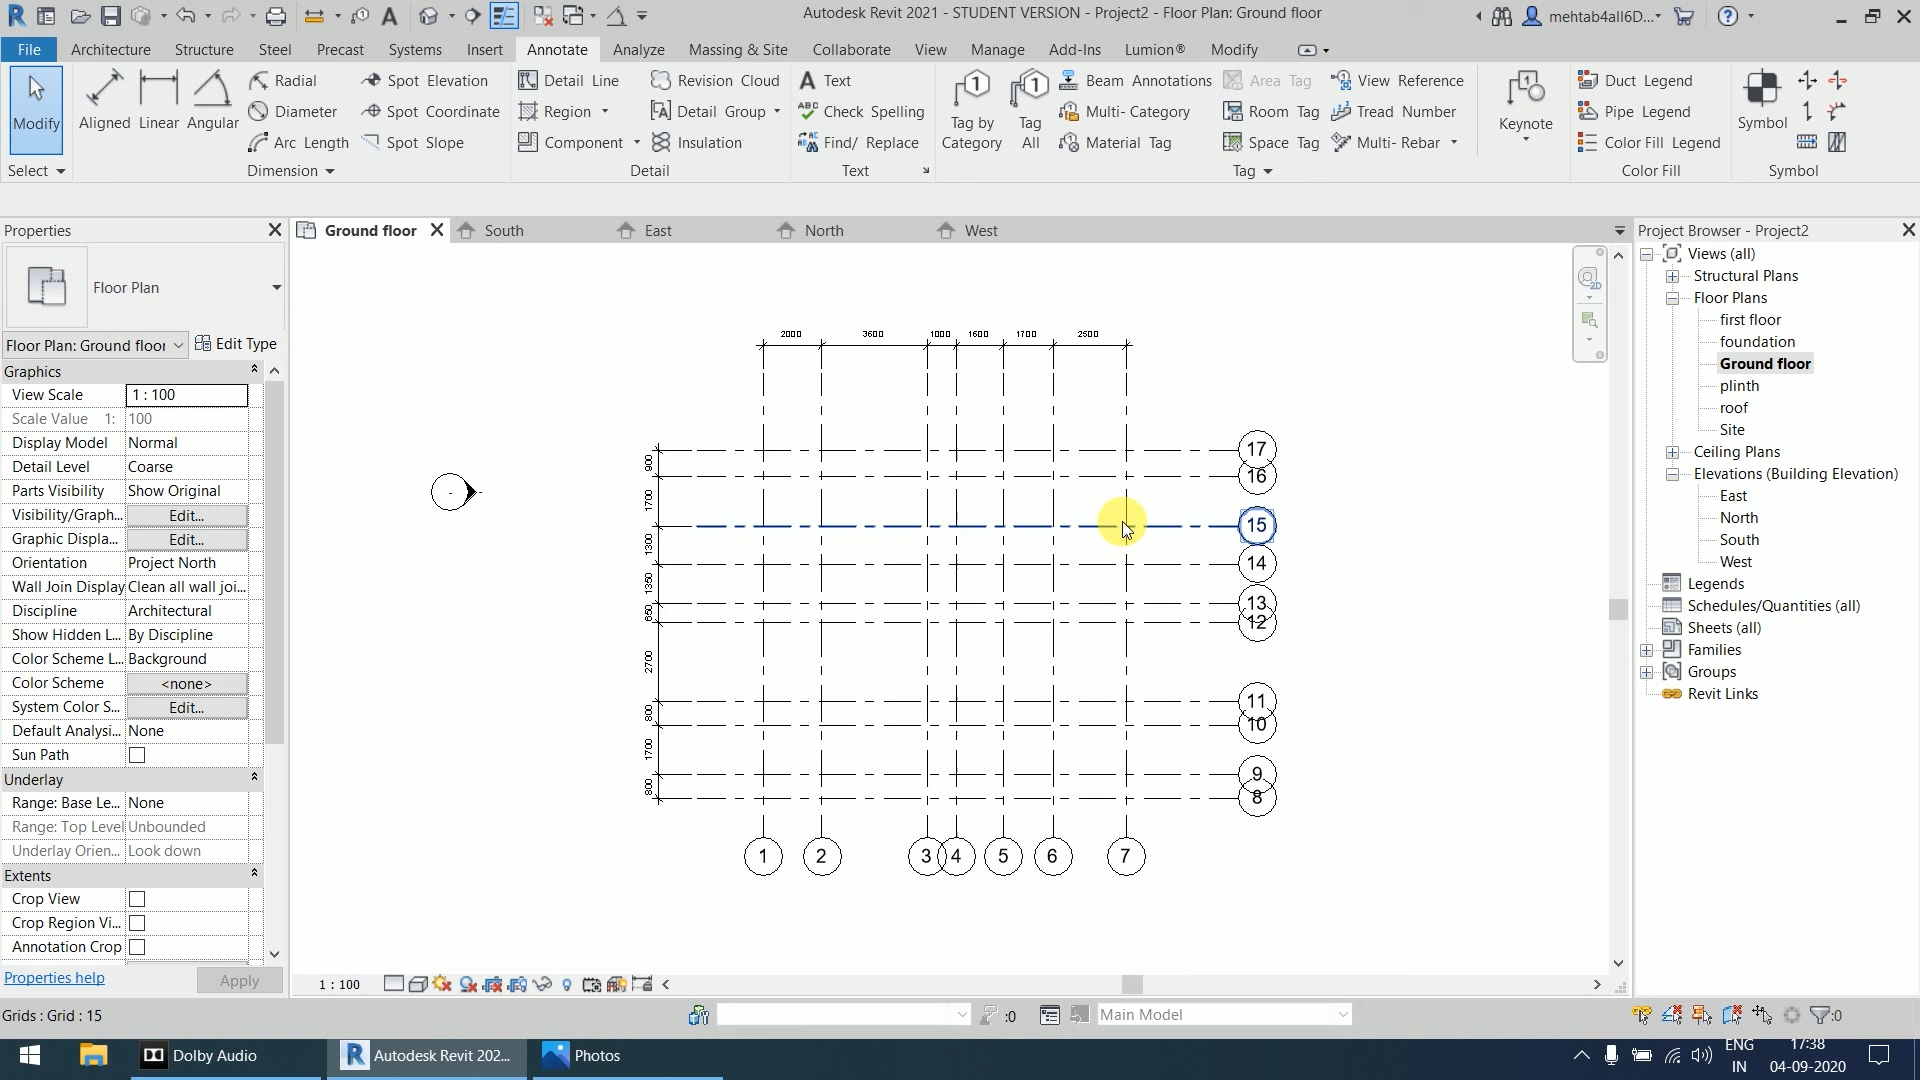 Autodesk Revit 2021 - STUDENT VERSION - Project2 - Floor Plan: Ground floor
mehtab4all6D...
File Architecture Structure Steel Precast Systems Insert Annotate Analyze Massing & Site Collaborate View Manage Add-Ins Lumion® Modify
Modify
Select
Aligned
Linear
Angular
Radial
Diameter
Arc Length
Spot Elevation
Spot Coordinate
Spot Slope
Dimension
Detail Line
Region
Component
Revision Cloud
Detail Group
Insulation
Detail
Text
Check Spelling
Find/ Replace
Text
Tag by
Category
Tag
All
Beam Annotations
Multi- Category
Material Tag
Area Tag
Room Tag
Space Tag
View Reference
Tread Number
Multi- Rebar
Tag
Keynote
Duct Legend
Pipe Legend
Color Fill Legend
Color Fill
Symbol
Symbol
Properties
Floor Plan
Floor Plan: Ground floor
Edit Type
Graphics
View Scale 1 : 100
Scale Value 1: 100
Display Model Normal
Detail Level Coarse
Parts Visibility Show Original
Visibility/Graph... Edit...
Graphic Displa... Edit...
Orientation Project North
Wall Join Display Clean all wall joi...
Discipline Architectural
Show Hidden L... By Discipline
Color Scheme L... Background
Color Scheme <none>
System Color S... Edit...
Default Analysi... None
Sun Path
Underlay
Range: Base Le... None
Range: Top Level Unbounded
Underlay Orien... Look down
Extents
Crop View
Crop Region Vi...
Annotation Crop
Properties help
Apply
Ground floor South East North West
2000 3600 1000 1600 1700 2500
900
1700
1300
1350
650
2700
800
1700
800
17
16
15
14
13
12
11
10
9
8
1 2 3 4 5 6 7
2D
Project Browser - Project2
Views (all)
Structural Plans
Floor Plans
first floor
foundation
Ground floor
plinth
roof
Site
Ceiling Plans
Elevations (Building Elevation)
East
North
South
West
Legends
Schedules/Quantities (all)
Sheets (all)
Families
Groups
Revit Links
1 : 100
Grids : Grid : 15
:0
Main Model
:0
Dolby Audio
Autodesk Revit 202...
Photos
ENG
IN
17:38
04-09-2020